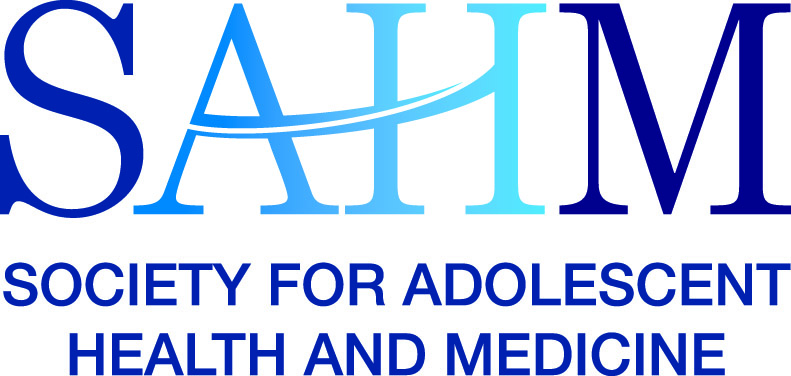 SAHM
SOCIETY FOR ADOLESCENT
HEALTH AND MEDICINE